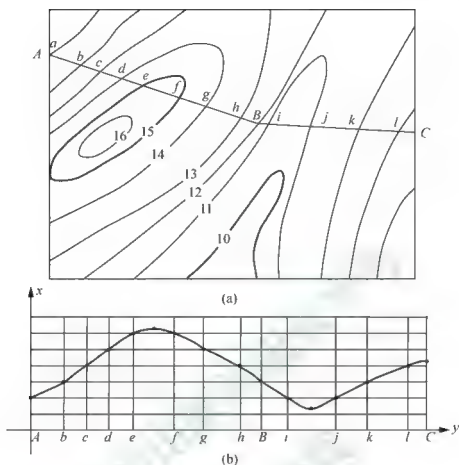 A a b c d e f g h B i j k l C
16 15 14 13 12 11 10
(a)
x
A b c d e f g h B i j k l C y
(b)